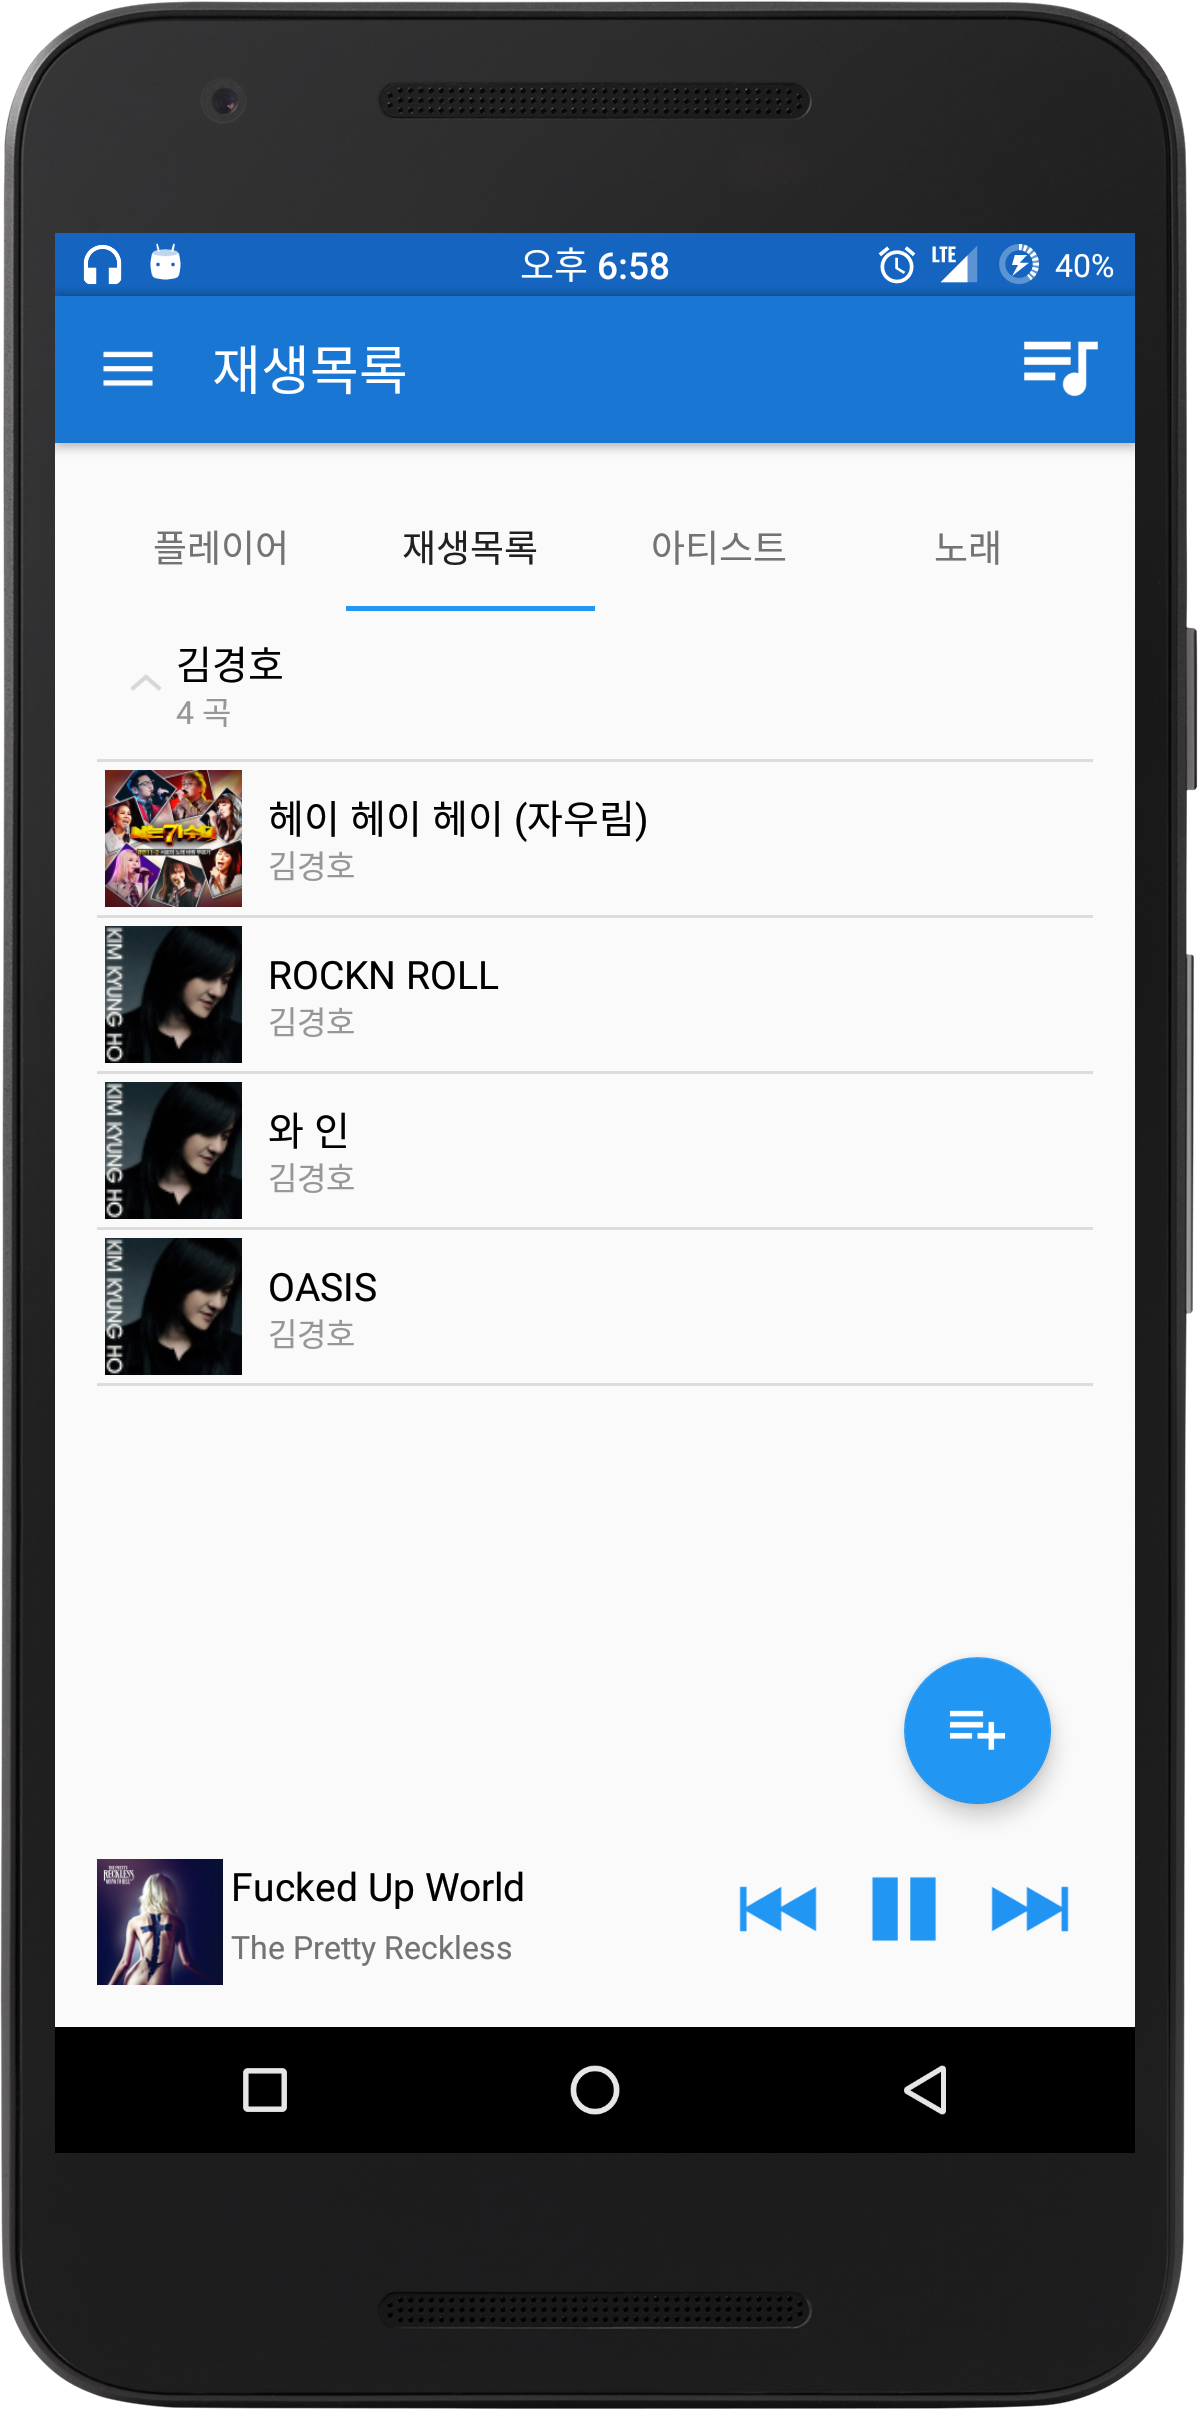 오후 6:58
LTE
40%
재생목록
플레이어 재생목록 아티스트 노래
김경호
4 곡
헤이 헤이 헤이 (자우림)
김경호
KIM KYUNG HO
ROCKN ROLL
김경호
KIM KYUNG HO
와 인
김경호
KIM KYUNG HO
OASIS
김경호
RECKLESS
Fucked Up World
The Pretty Reckless